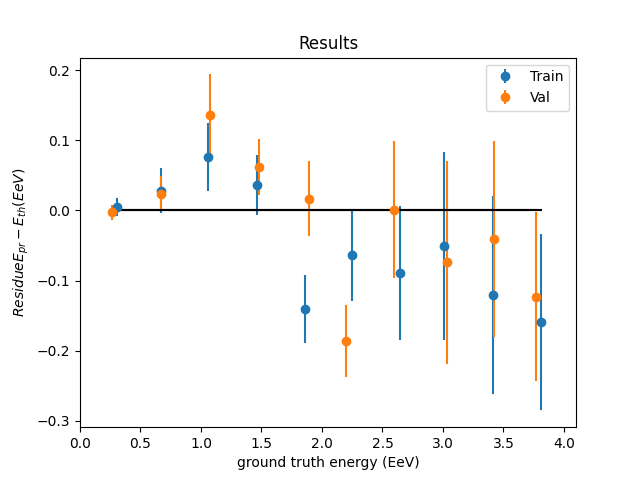 Results
Train
Val
0.2
0.1
0.0
−0.1
−0.2
−0.3
ResidueE_{pr} − E_{th}(EeV)
0.0 0.5 1.0 1.5 2.0 2.5 3.0 3.5 4.0
ground truth energy (EeV)